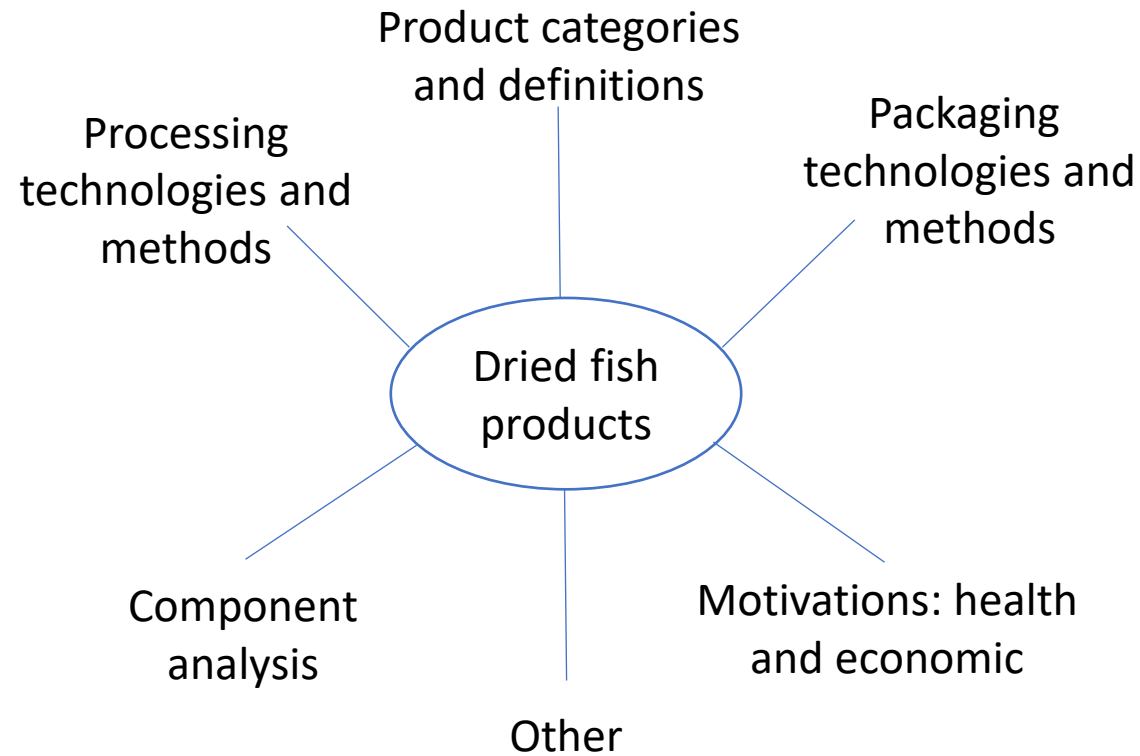 Product categories
and definitions
Processing
technologies and
methods
Packaging
technologies and
methods
Dried fish
products
Component
analysis
Motivations: health
and economic
Other